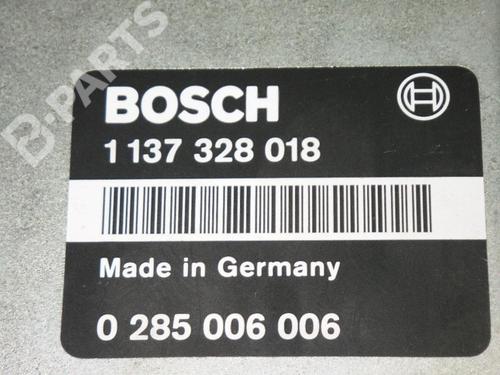 B-PARTS
BOSCH
1 137 328 018
Made in Germany
0 285 006 006